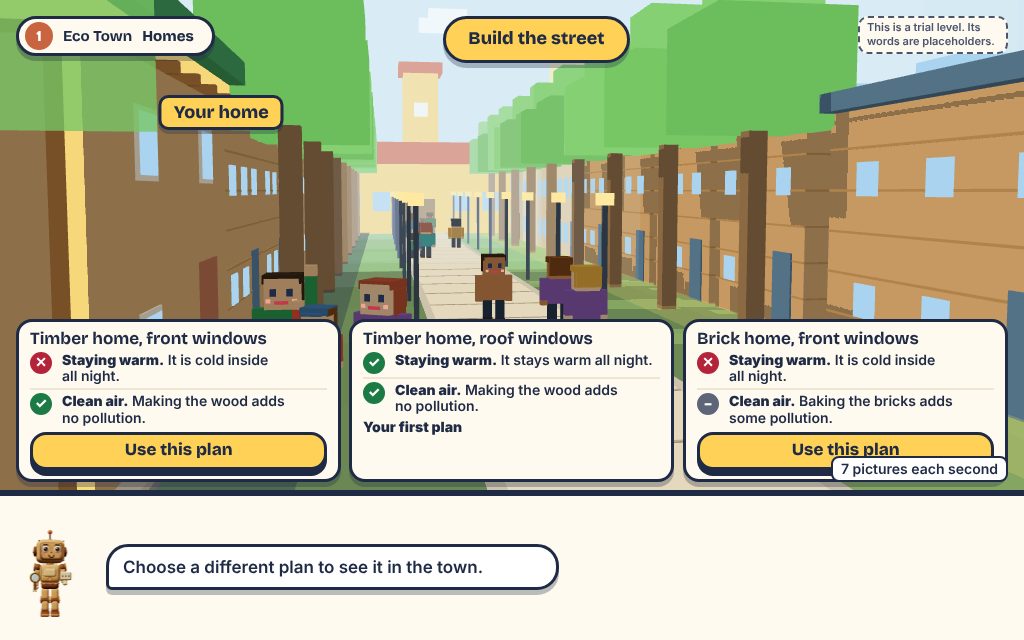 1 Eco Town Homes
Build the street
This is a trial level. Its
words are placeholders.
Your home
Timber home, front windows
Staying warm. It is cold inside
all night.
Clean air. Making the wood adds
no pollution.
Use this plan
Timber home, roof windows
Staying warm. It stays warm all night.
Clean air. Making the wood adds
no pollution.
Your first plan
Brick home, front windows
Staying warm. It is cold inside
all night.
Clean air. Baking the bricks adds
some pollution.
Use this plan
7 pictures each second
Choose a different plan to see it in the town.